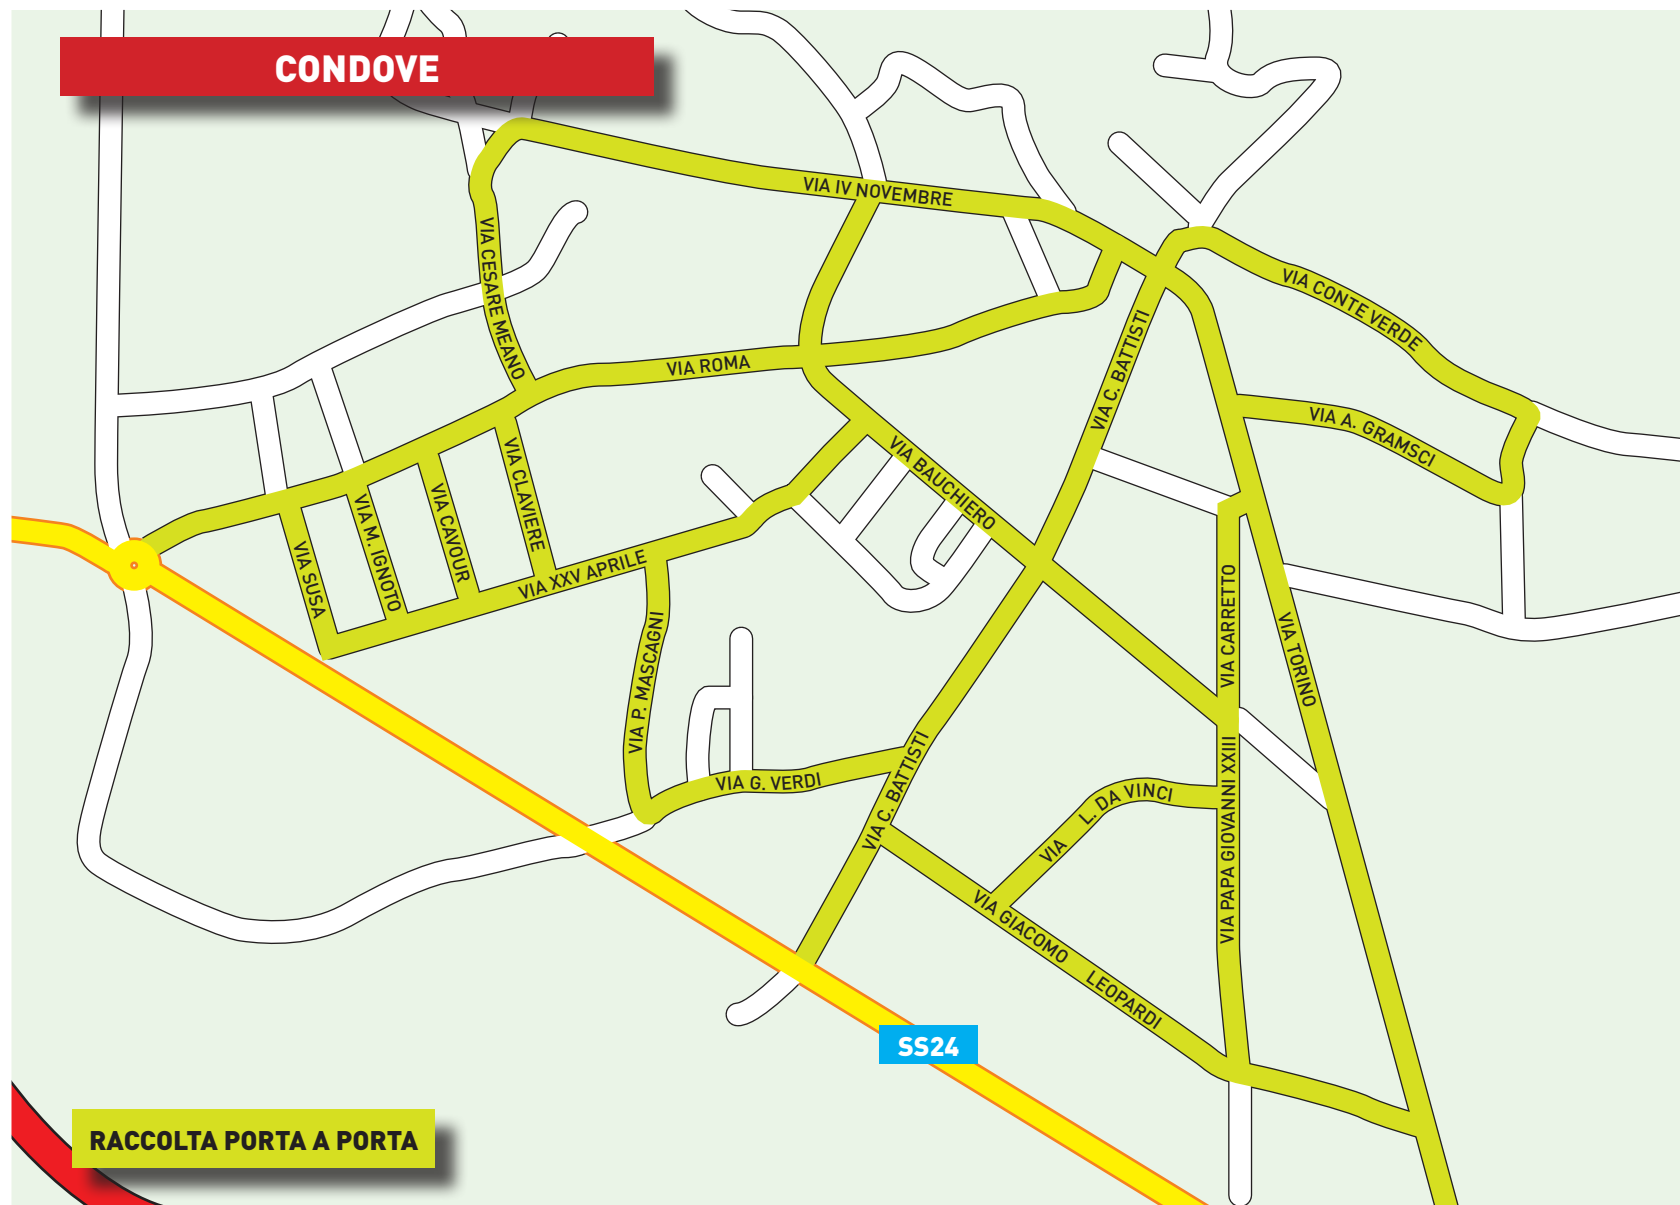 CONDOVE
VIA IV NOVEMBRE
VIA CESARE MEANO
VIA CONTE VERDE
VIA ROMA
VIA C. BATTISTI
VIA A. GRAMSCI
VIA BAUCHIERO
VIA CLAVIERE
VIA CAVOUR
VIA M. IGNOTO
VIA SUSA
VIA XXV APRILE
VIA P. MASCAGNI
VIA CARRETTO
VIA TORINO
VIA G. VERDI
VIA C. BATTISTI
VIA L. DA VINCI
VIA PAPA GIOVANNI XXIII
VIA GIACOMO LEOPARDI
SS24
RACCOLTA PORTA A PORTA